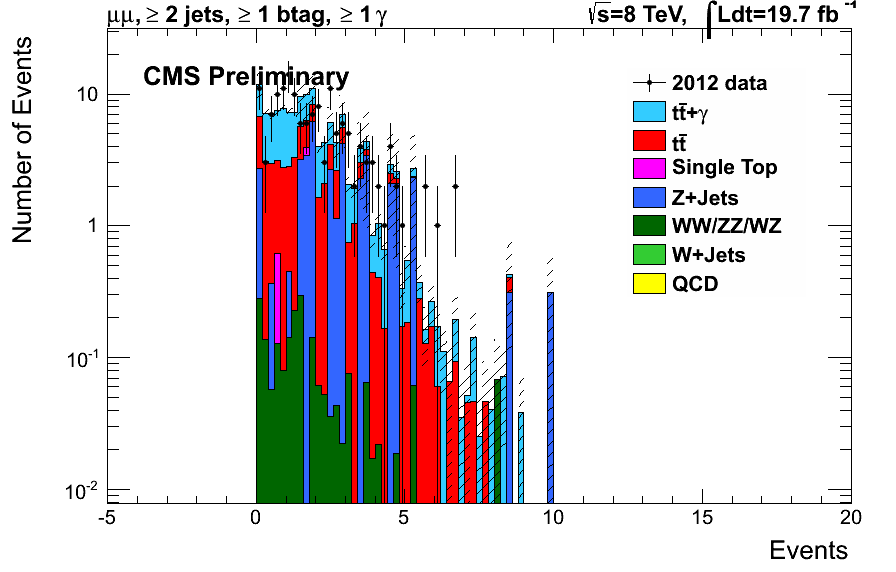 μμ, ≥ 2 jets, ≥ 1 btag, ≥ 1 γ
√s=8 TeV, ∫Ldt=19.7 fb⁻¹
CMS Preliminary
Number of Events
10
1
10⁻¹
10⁻²
2012 data
tt̄+γ
tt̄
Single Top
Z+Jets
WW/ZZ/WZ
W+Jets
QCD
-5 0 5 10 15 20
Events